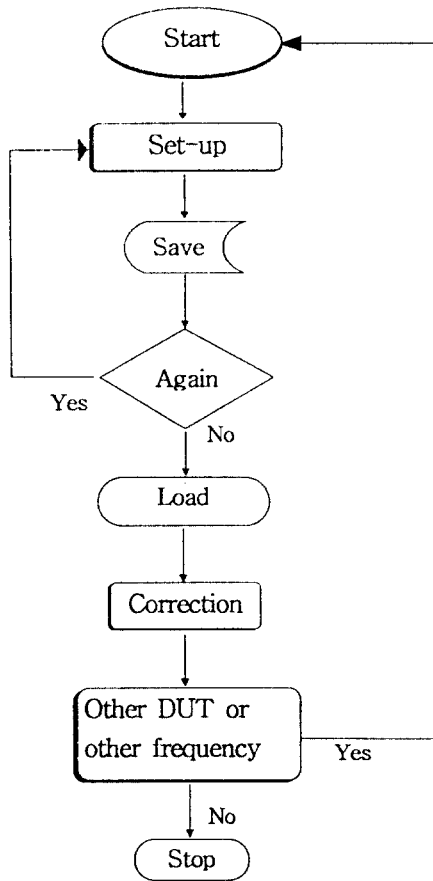 Start
Set-up
Save
Again
Yes
No
Load
Correction
Other DUT or
other frequency
Yes
No
Stop